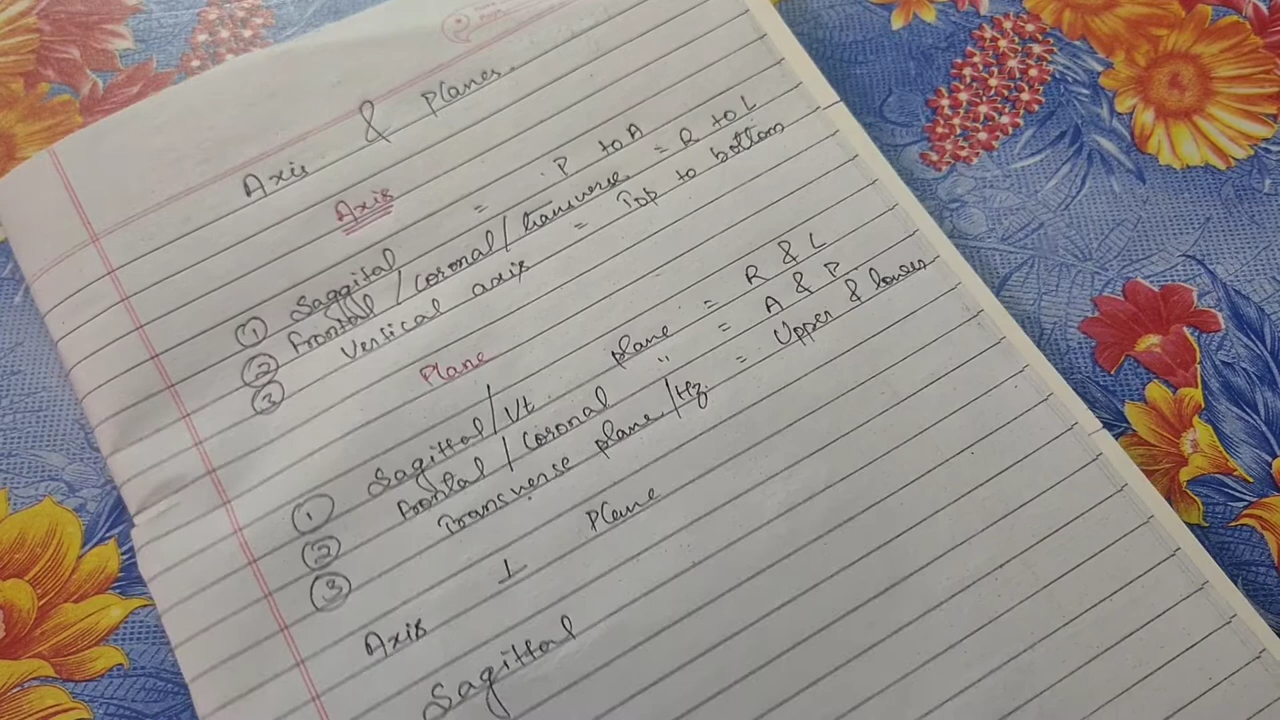 Axis & planes.
Axis
① Saggital = P to A
② frontal / coronal / transverse = R to L
③ Vertical axis = Top to bottom
Plane
① Sagittal / Vt. plane = R & L
② frontal / coronal " = A & P
③ Transverse plane / Hz. = Upper & lower
Axis ⊥ Plane
Sagittal